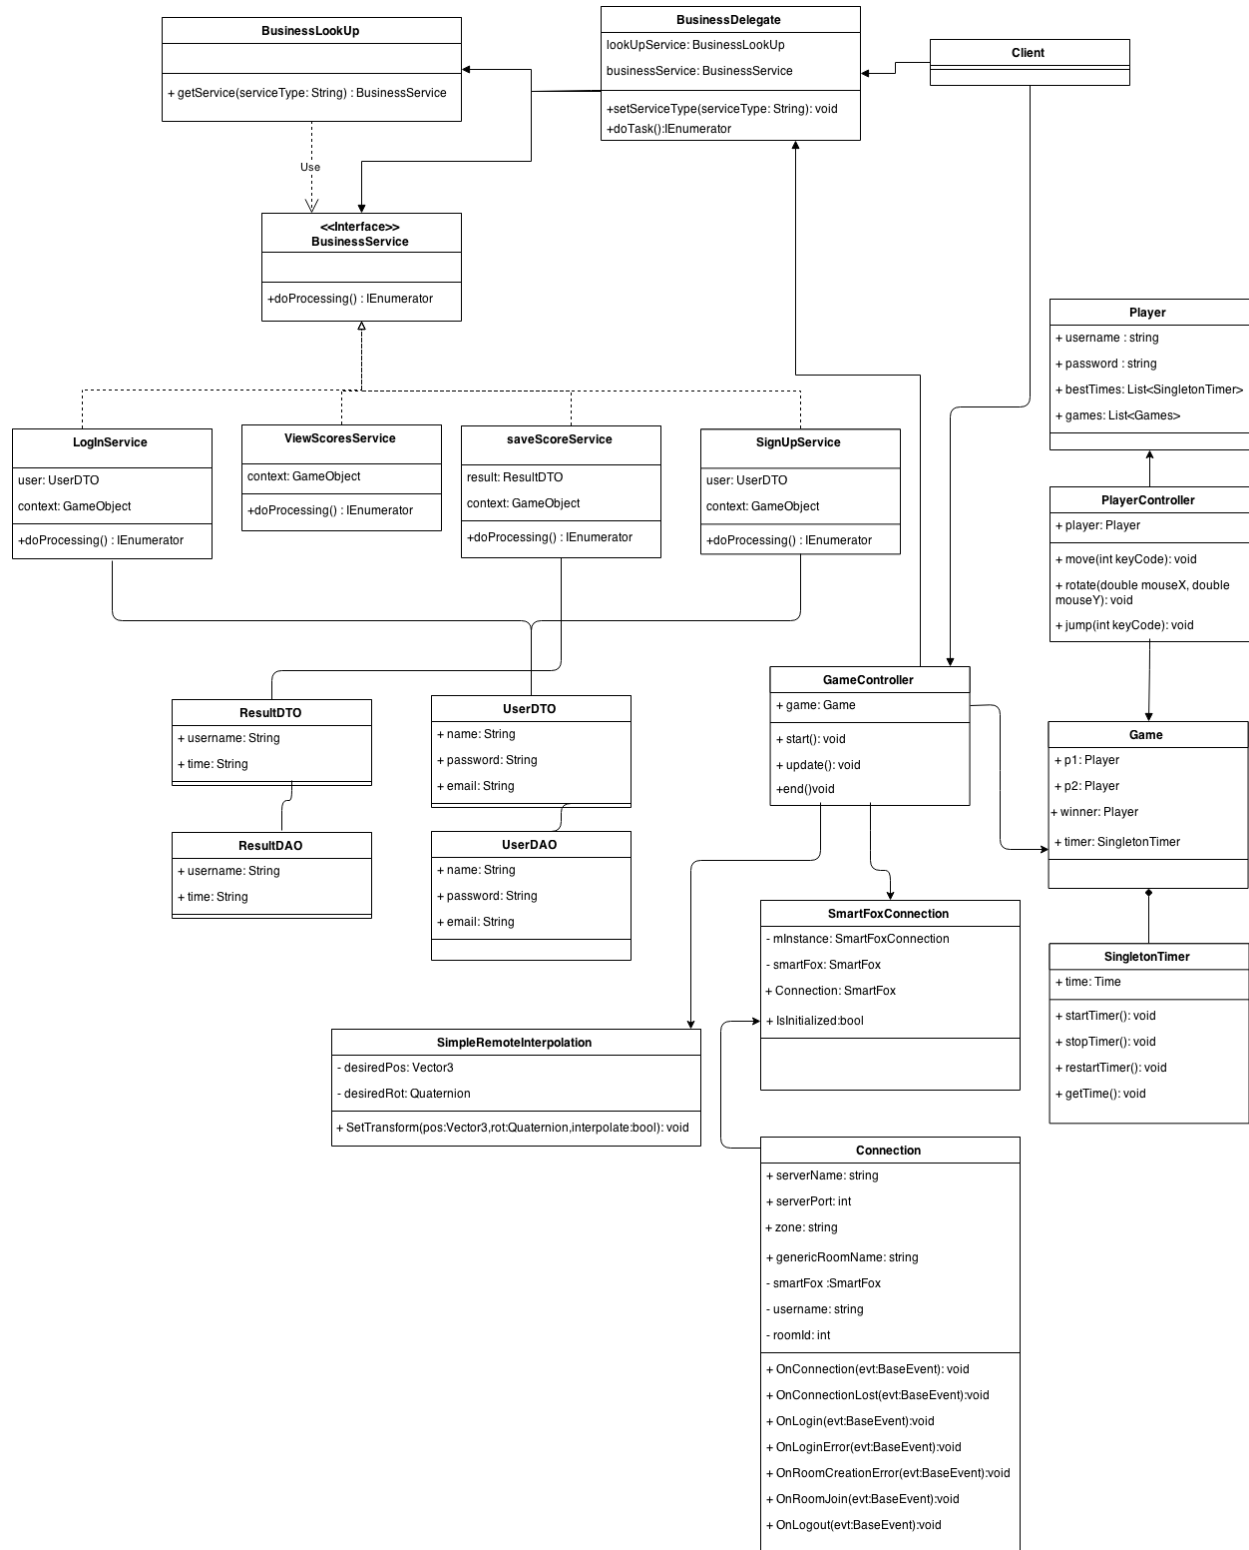 BusinessLookUp
+ getService(serviceType: String) : BusinessService
BusinessDelegate
lookUpService: BusinessLookUp
businessService: BusinessService
+setServiceType(serviceType: String): void
+doTask():IEnumerator
Client
Use
<<Interface>>
BusinessService
+doProcessing() : IEnumerator
Player
+ username : string
+ password : string
+ bestTimes: List<SingletonTimer>
+ games: List<Games>
LogInService
user: UserDTO
context: GameObject
+doProcessing() : IEnumerator
ViewScoresService
context: GameObject
+doProcessing() : IEnumerator
saveScoreService
result: ResultDTO
context: GameObject
+doProcessing() : IEnumerator
SignUpService
user: UserDTO
context: GameObject
+doProcessing() : IEnumerator
PlayerController
+ player: Player
+ move(int keyCode): void
+ rotate(double mouseX, double
mouseY): void
+ jump(int keyCode): void
ResultDTO
+ username: String
+ time: String
UserDTO
+ name: String
+ password: String
+ email: String
GameController
+ game: Game
+ start(): void
+ update(): void
+end()void
Game
+ p1: Player
+ p2: Player
+ winner: Player
+ timer: SingletonTimer
ResultDAO
+ username: String
+ time: String
UserDAO
+ name: String
+ password: String
+ email: String
SmartFoxConnection
- mInstance: SmartFoxConnection
- smartFox: SmartFox
+ Connection: SmartFox
+ IsInitialized:bool
SingletonTimer
+ time: Time
+ startTimer(): void
+ stopTimer(): void
+ restartTimer(): void
+ getTime(): void
SimpleRemoteInterpolation
- desiredPos: Vector3
- desiredRot: Quaternion
+ SetTransform(pos:Vector3,rot:Quaternion,interpolate:bool): void
Connection
+ serverName: string
+ serverPort: int
+ zone: string
+ genericRoomName: string
- smartFox :SmartFox
- username: string
- roomId: int
+ OnConnection(evt:BaseEvent): void
+ OnConnectionLost(evt:BaseEvent):void
+ OnLogin(evt:BaseEvent):void
+ OnLoginError(evt:BaseEvent):void
+ OnRoomCreationError(evt:BaseEvent):void
+ OnRoomJoin(evt:BaseEvent):void
+ OnLogout(evt:BaseEvent):void